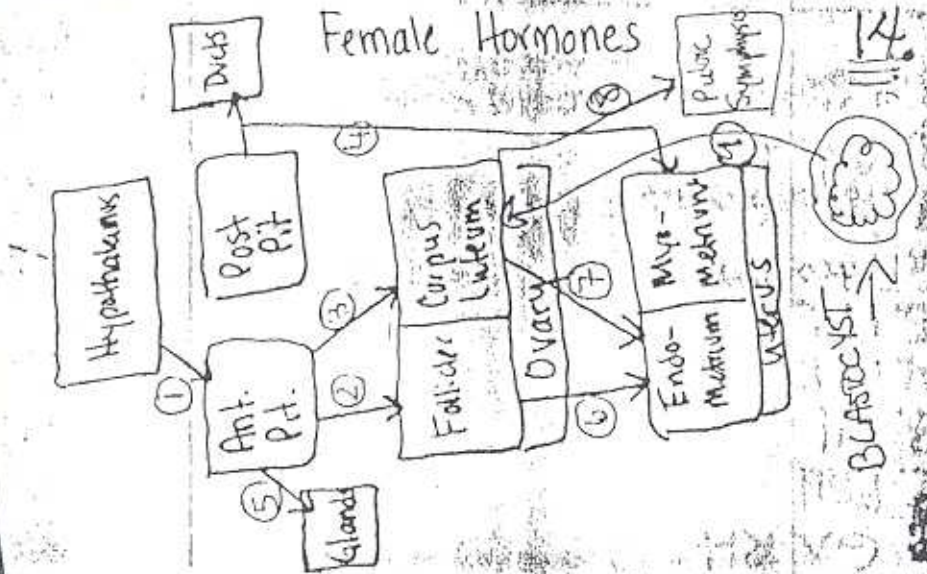 Female Hormones
Hypothalamus
①
Ant.
Pit.
Post
Pit
Ducts
⑤
Glands
②
③
④
Follicle
Corpus
Luteum
Ovary
⑥
⑦
⑧
Pubic
Symphysis
Endo-
Metrium
Myo-
Metrium
Uterus
⑨
BLASTOCYST
14